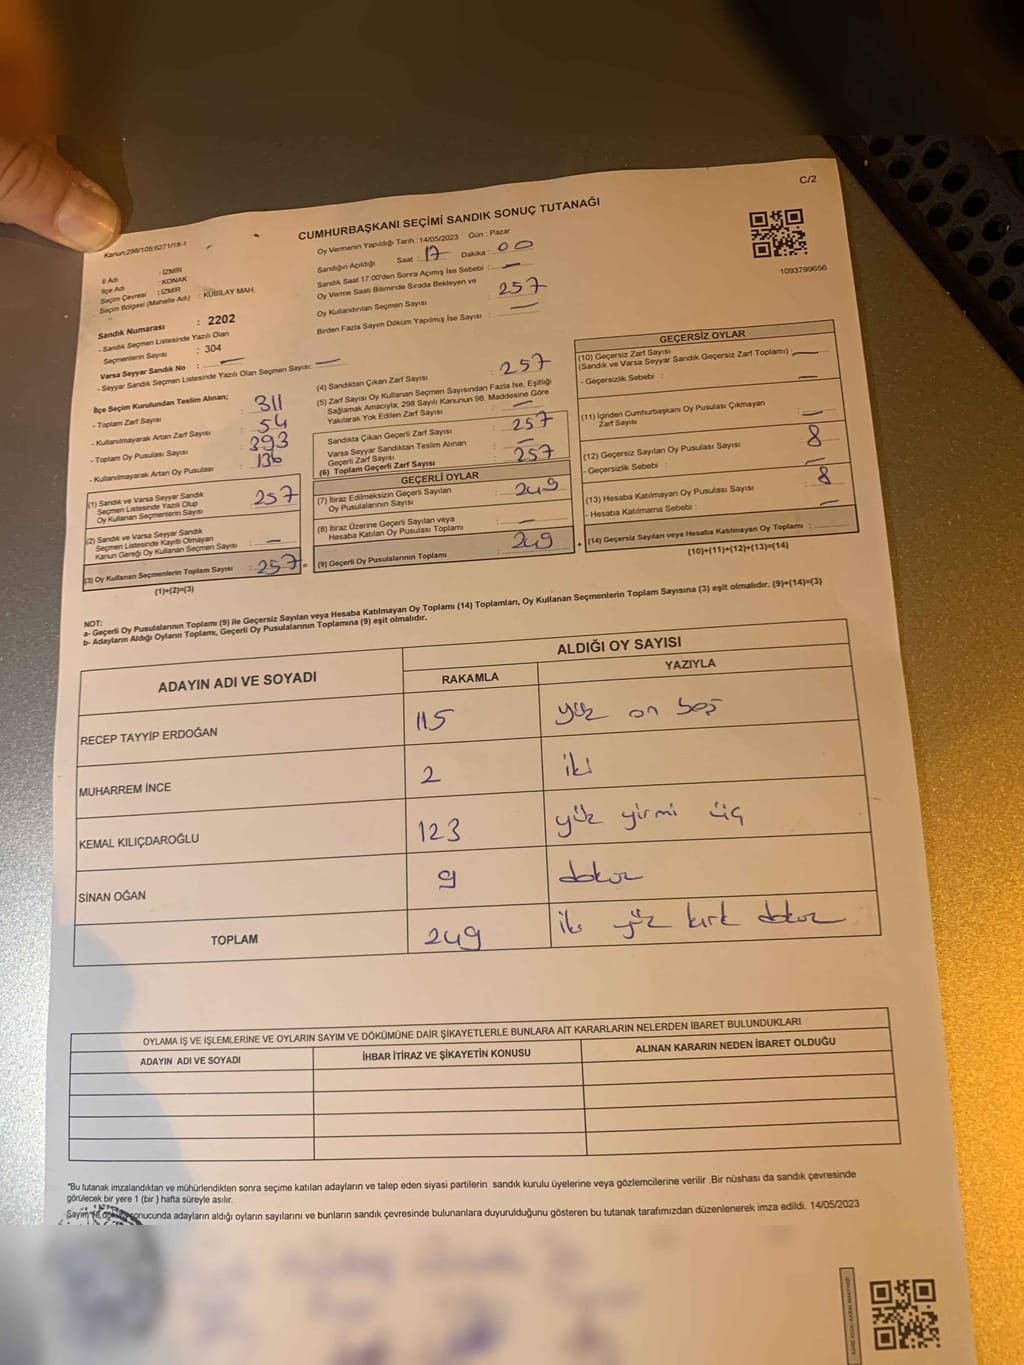 C/2
Kanun:298/105;6271/18-1
CUMHURBAŞKANI SEÇİMİ SANDIK SONUÇ TUTANAĞI
İl Adı : İZMİR
İlçe Adı : KONAK
Seçim Çevresi : İZMİR
Seçim Bölgesi (Mahalle Adı) : KUBİLAY MAH.
Sandık Numarası : 2202
- Sandık Seçmen Listesinde Yazılı Olan
Seçmenlerin Sayısı : 304
Varsa Seyyar Sandık No : —
- Seyyar Sandık Seçmen Listesinde Yazılı Olan Seçmen Sayısı: —
Oy Vermenin Yapıldığı Tarih : 14/05/2023 Gün : Pazar
Sandığın Açıldığı Saat : 17 Dakika : 00
Sandık Saat 17:00'den Sonra Açımış İse Sebebi : —
Oy Verme Saati Bitiminde Sırada Bekleyen ve
Oy Kullandırılan Seçmen Sayısı : 257
Birden Fazla Sayım Döküm Yapılmış İse Sayısı : —
1093799656
İlçe Seçim Kurulundan Teslim Alınan;
- Toplam Zarf Sayısı : 311
- Kullanılmayarak Artan Zarf Sayısı : 54
- Toplam Oy Pusulası Sayısı : 393
- Kullanılmayarak Artan Oy Pusulası : 136
(1) Sandık ve Varsa Seyyar Sandık
Seçmen Listesinde Yazılı Olup
Oy Kullanan Seçmenlerin Sayısı : 257
(2) Sandık ve Varsa Seyyar Sandık
Seçmen Listesinde Kayıtlı Olmayan
Kanun Gereği Oy Kullanan Seçmen Sayısı : —
(3) Oy Kullanan Seçmenlerin Toplam Sayısı : 257 =
(1)+(2)=(3)
(4) Sandıktan Çıkan Zarf Sayısı : 257
(5) Zarf Sayısı Oy Kullanan Seçmen Sayısından Fazla İse, Eşitliği
Sağlamak Amacıyla; 298 Sayılı Kanunun 98. Maddesine Göre
Yakılarak Yok Edilen Zarf Sayısı : —
Sandıkta Çıkan Geçerli Zarf Sayısı : 257
Varsa Seyyar Sandıktan Teslim Alınan
Geçerli Zarf Sayısı : —
(6) Toplam Geçerli Zarf Sayısı : 257
GEÇERLİ OYLAR
(7) İtiraz Edilmeksizin Geçerli Sayılan
Oy Pusulalarının Sayısı : 249
(8) İtiraz Üzerine Geçerli Sayılan veya
Hesaba Katılan Oy Pusulası Toplamı : —
(9) Geçerli Oy Pusulalarının Toplamı : 249 +
GEÇERSİZ OYLAR
(10) Geçersiz Zarf Sayısı
(Sandık ve Varsa Seyyar Sandık Geçersiz Zarf Toplamı) : —
- Geçersizlik Sebebi : —
(11) İçinden Cumhurbaşkanı Oy Pusulası Çıkmayan
Zarf Sayısı : —
(12) Geçersiz Sayılan Oy Pusulası Sayısı : 8
- Geçersizlik Sebebi : —
(13) Hesaba Katılmayan Oy Pusulası Sayısı : 8
- Hesaba Katılmama Sebebi : —
(14) Geçersiz Sayılan veya Hesaba Katılmayan Oy Toplamı :
(10)+(11)+(12)+(13)=(14)
NOT:
a- Geçerli Oy Pusulalarının Toplamı (9) ile Geçersiz Sayılan veya Hesaba Katılmayan Oy Toplamı (14) Toplamları, Oy Kullanan Seçmenlerin Toplam Sayısına (3) eşit olmalıdır. (9)+(14)=(3)
b- Adayların Aldığı Oyların Toplamı, Geçerli Oy Pusulalarının Toplamına (9) eşit olmalıdır.
ADAYIN ADI VE SOYADI ALDIĞI OY SAYISI
RAKAMLA YAZIYLA
RECEP TAYYİP ERDOĞAN 115 yüz on beş
MUHARREM İNCE 2 iki
KEMAL KILIÇDAROĞLU 123 yüz yirmi üç
SİNAN OĞAN 9 dokuz
TOPLAM 249 iki yüz kırk dokuz
OYLAMA İŞ VE İŞLEMLERİNE VE OYLARIN SAYIM VE DÖKÜMÜNE DAİR ŞİKAYETLERLE BUNLARA AİT KARARLARIN NELERDEN İBARET BULUNDUKLARI
ADAYIN ADI VE SOYADI İHBAR İTİRAZ VE ŞİKAYETİN KONUSU ALINAN KARARIN NEDEN İBARET OLDUĞU
"Bu tutanak imzalandıktan ve mühürlendikten sonra seçime katılan adayların ve talep eden siyasi partilerin sandık kurulu üyelerine veya gözlemcilerine verilir .Bir nüshası da sandık çevresinde
görülecek bir yere 1 (bir ) hafta süreyle asılır.
Sayım ve döküm sonucunda adayların aldığı oyların sayılarını ve bunların sandık çevresinde bulunanlara duyurulduğunu gösteren bu tutanak tarafımızdan düzenlenerek imza edildi. 14/05/2023